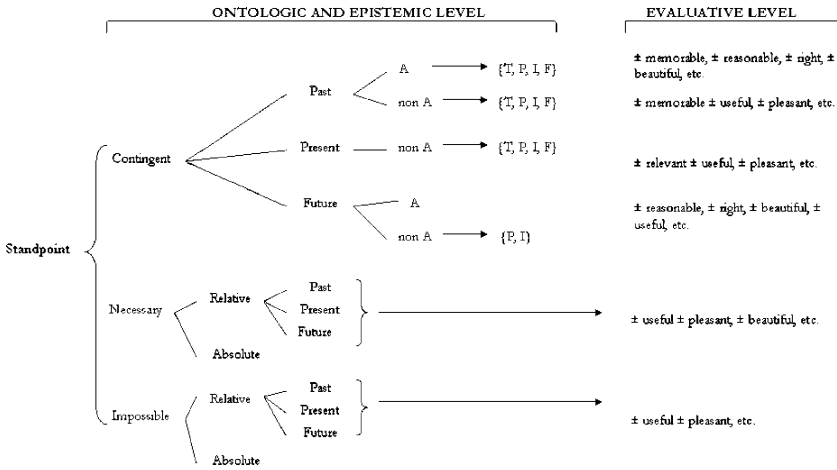 ONTOLOGIC AND EPISTEMIC LEVEL
EVALUATIVE LEVEL
A
{T, P, I, F}
± memorable, ± reasonable, ± right, ±
beautiful, etc.
Past
non A
{T, P, I, F}
± memorable ± useful, ± pleasant, etc.
Contingent
Present
non A
{T, P, I, F}
± relevant ± useful, ± pleasant, etc.
Future
A
± reasonable, ± right, ± beautiful, ±
useful, etc.
non A
{P, I}
Standpoint
Necessary
Relative
Past
Present
Future
± useful ± pleasant, ± beautiful, etc.
Absolute
Impossible
Relative
Past
Present
Future
± useful ± pleasant, etc.
Absolute